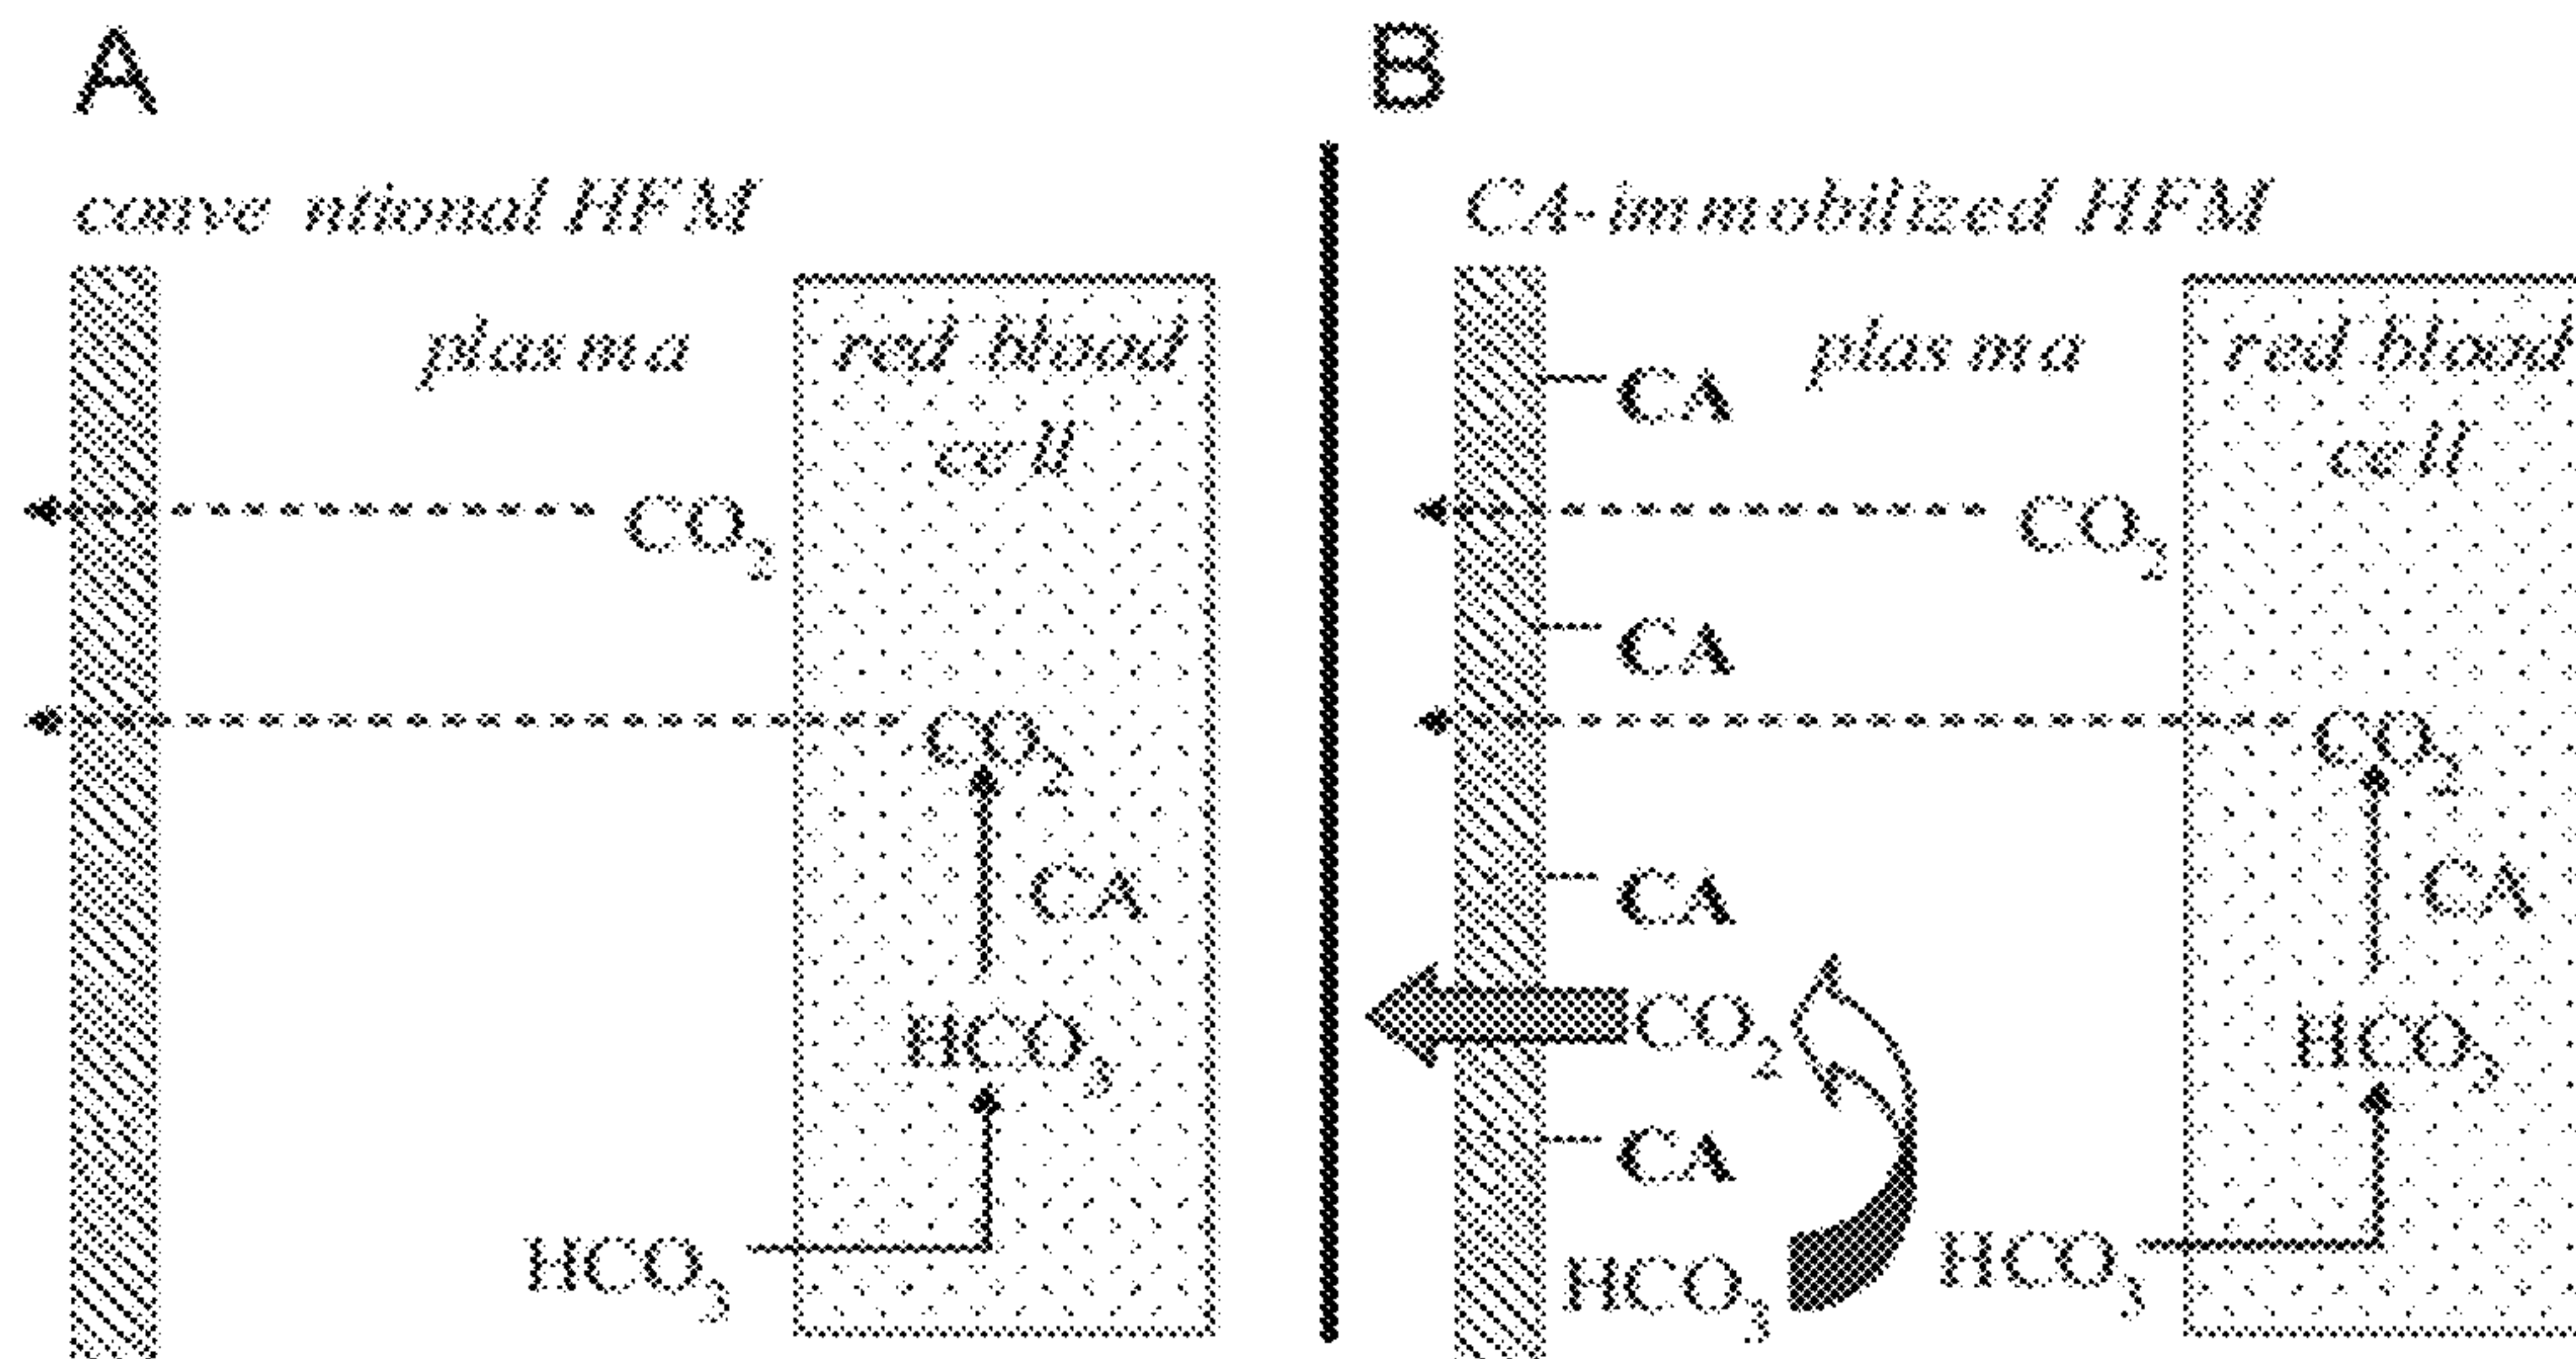 A
conventional HFM
plasma
red blood
cell
CO2
CO2
CA
HCO3
HCO3
B
CA-immobilized HFM
CA
plasma
red blood
cell
CO2
CA
CO2
CA
CA
CO2
HCO3
CA
HCO3
HCO3